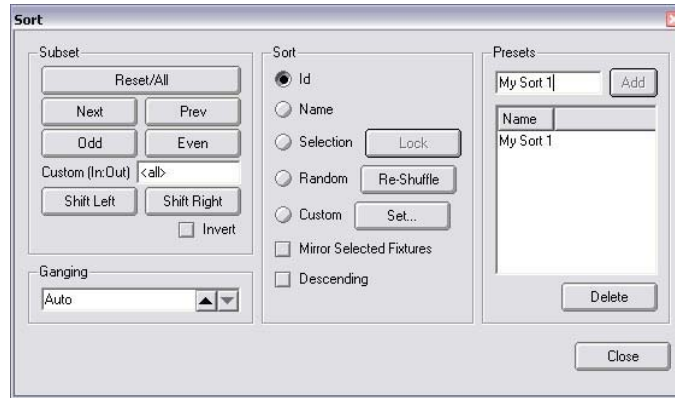 Sort
Subset
Reset/All
Next Prev
Odd Even
Custom (In:Out) <all>
Shift Left Shift Right
Invert
Ganging
Auto
Sort
Id
Name
Selection Lock
Random Re-Shuffle
Custom Set...
Mirror Selected Fixtures
Descending
Presets
My Sort 1 Add
Name
My Sort 1
Delete
Close